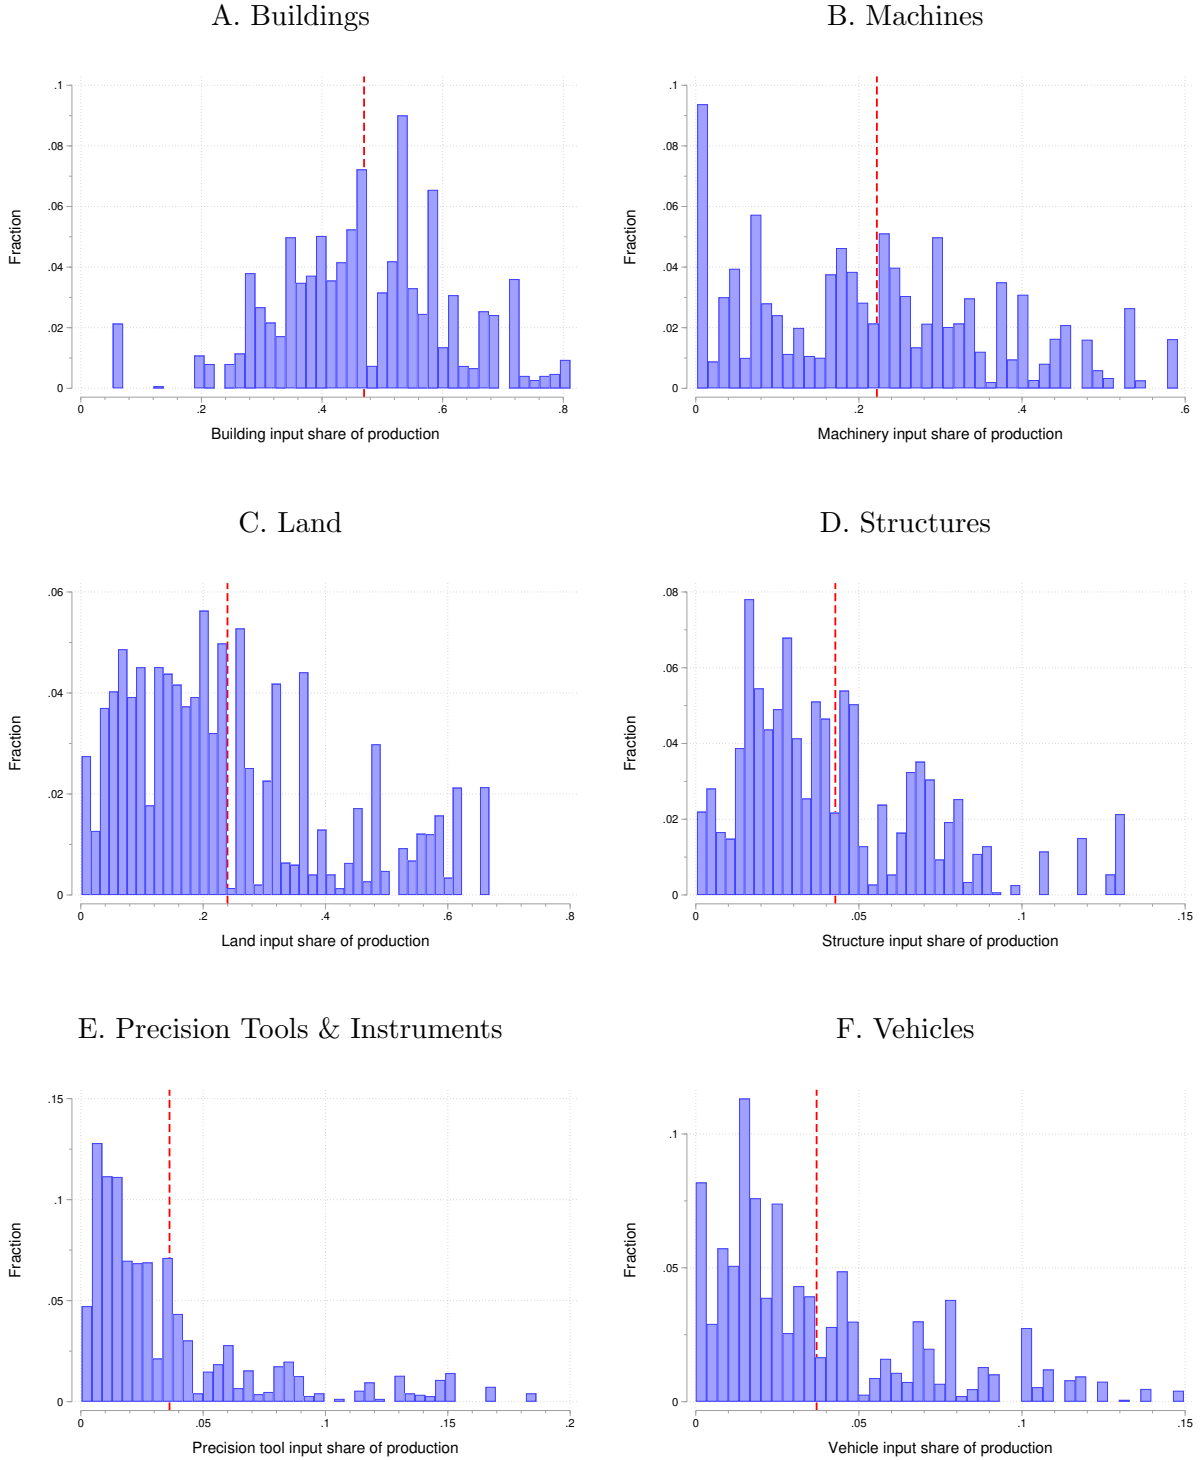 A. Buildings
.1
.08
.06
.04
.02
0
Fraction
0 .2 .4 .6 .8
Building input share of production
B. Machines
.1
.08
.06
.04
.02
0
Fraction
0 .2 .4 .6
Machinery input share of production
C. Land
.06
.04
.02
0
Fraction
0 .2 .4 .6 .8
Land input share of production
D. Structures
.08
.06
.04
.02
0
Fraction
0 .05 .1 .15
Structure input share of production
E. Precision Tools & Instruments
.15
.1
.05
0
Fraction
0 .05 .1 .15 .2
Precision tool input share of production
F. Vehicles
.1
.05
0
Fraction
0 .05 .1 .15
Vehicle input share of production